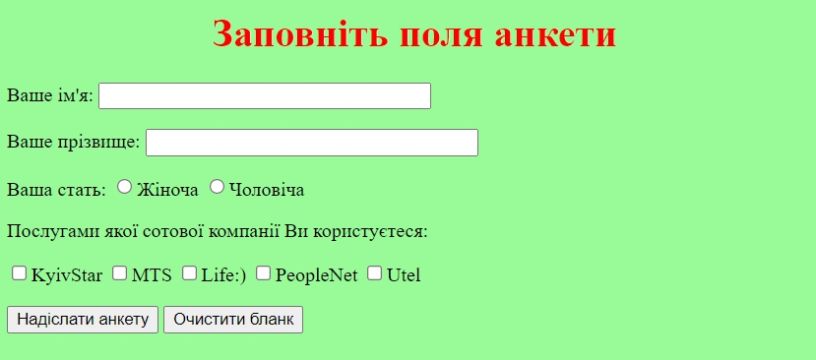 Заповніть поля анкети
Ваше ім'я:
Ваше прізвище:
Ваша стать: Жіноча Чоловіча
Послугами якої сотової компанії Ви користуєтеся:
KyivStar MTS Life:) PeopleNet Utel
Надіслати анкету Очистити бланк